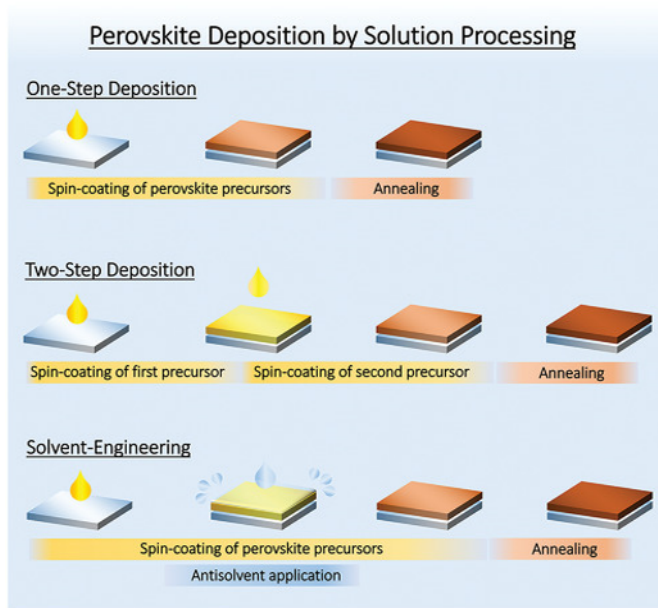 Perovskite Deposition by Solution Processing
One-Step Deposition
Spin-coating of perovskite precursors
Annealing
Two-Step Deposition
Spin-coating of first precursor
Spin-coating of second precursor
Annealing
Solvent-Engineering
Spin-coating of perovskite precursors
Annealing
Antisolvent application